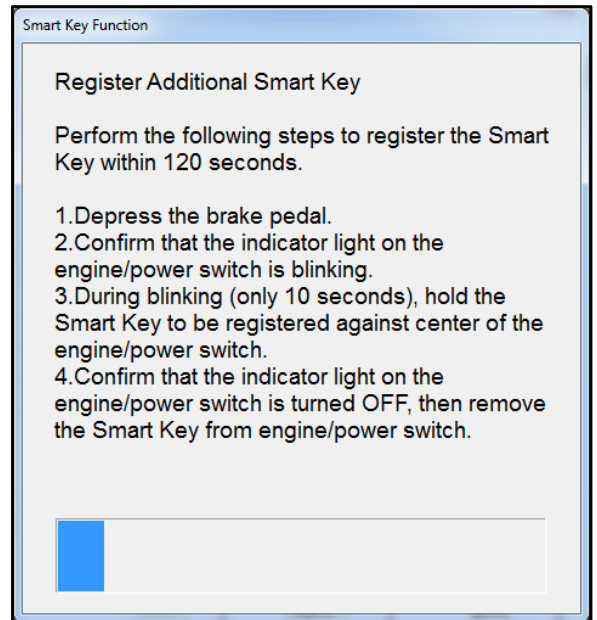 Smart Key Function
Register Additional Smart Key
Perform the following steps to register the Smart
Key within 120 seconds.
1.Depress the brake pedal.
2.Confirm that the indicator light on the
engine/power switch is blinking.
3.During blinking (only 10 seconds), hold the
Smart Key to be registered against center of the
engine/power switch.
4.Confirm that the indicator light on the
engine/power switch is turned OFF, then remove
the Smart Key from engine/power switch.